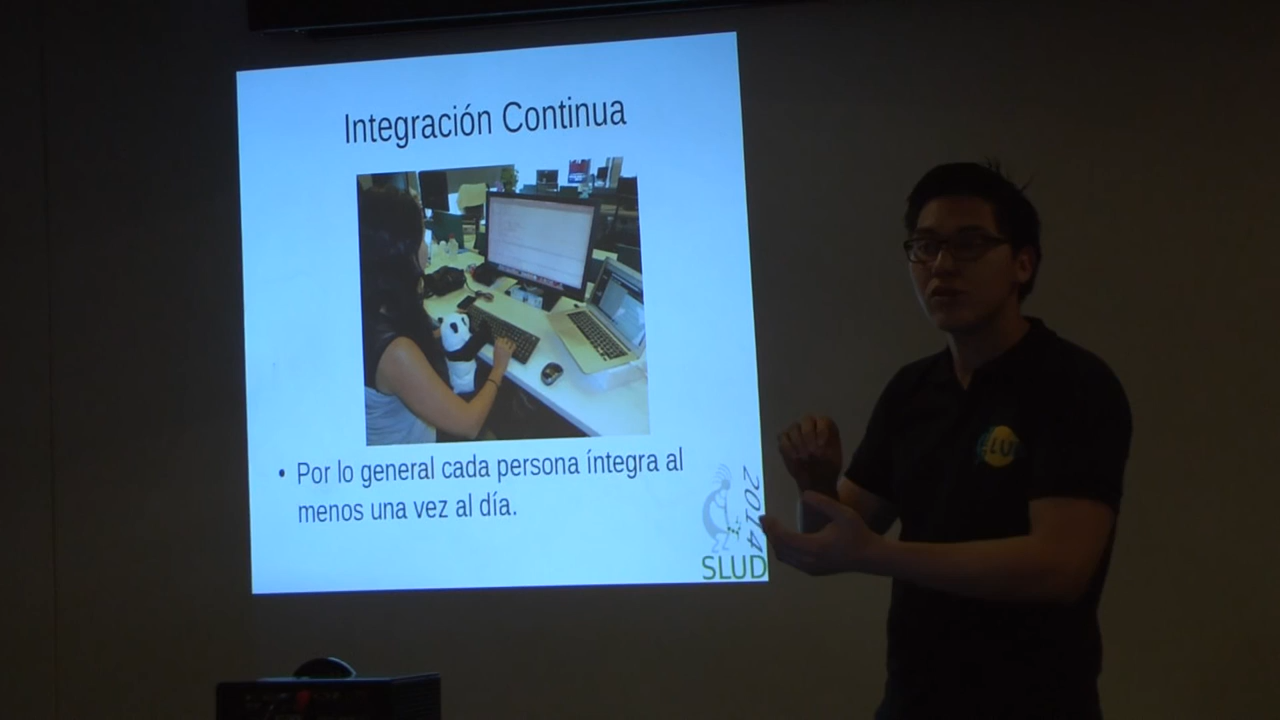 Integración Continua
• Por lo general cada persona íntegra al
menos una vez al día.
2014
SLUD